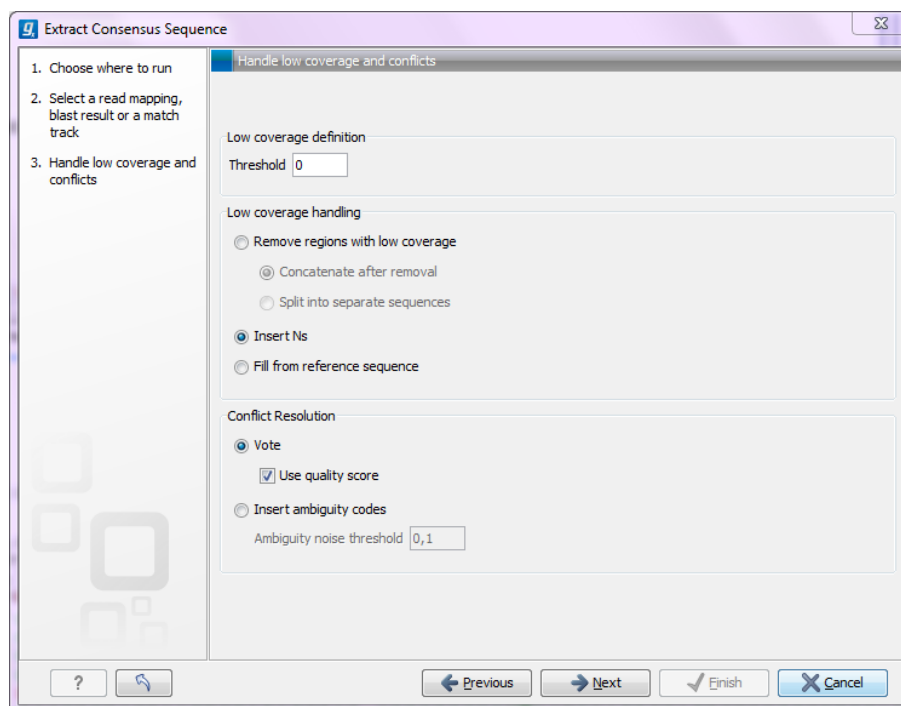 Extract Consensus Sequence
1. Choose where to run
2. Select a read mapping,
blast result or a match
track
3. Handle low coverage and
conflicts
Handle low coverage and conflicts
Low coverage definition
Threshold 0
Low coverage handling
Remove regions with low coverage
Concatenate after removal
Split into separate sequences
Insert Ns
Fill from reference sequence
Conflict Resolution
Vote
Use quality score
Insert ambiguity codes
Ambiguity noise threshold 0,1
?
Previous
Next
Finish
Cancel